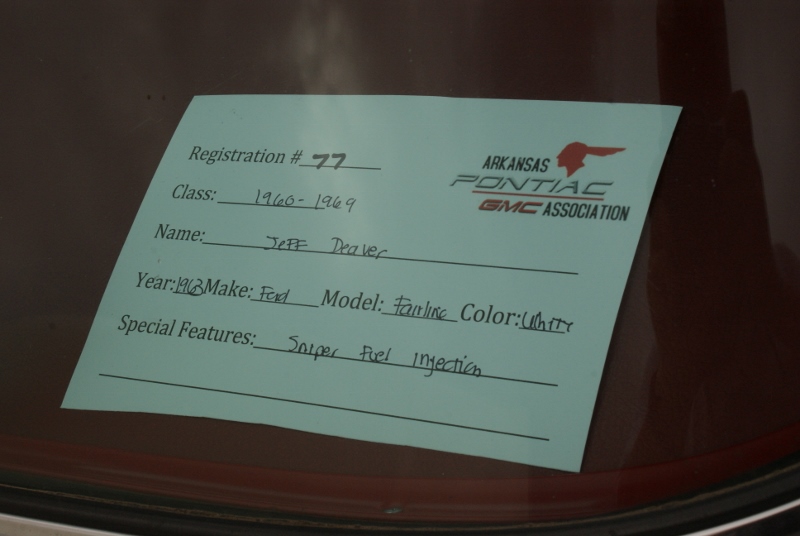 Registration # 77
ARKANSAS
PONTIAC
GMC ASSOCIATION
Class: 1960-1969
Name: Jeff Deaver
Year: 1963 Make: Ford Model: Fairlane Color: White
Special Features: Sniper Fuel Injection